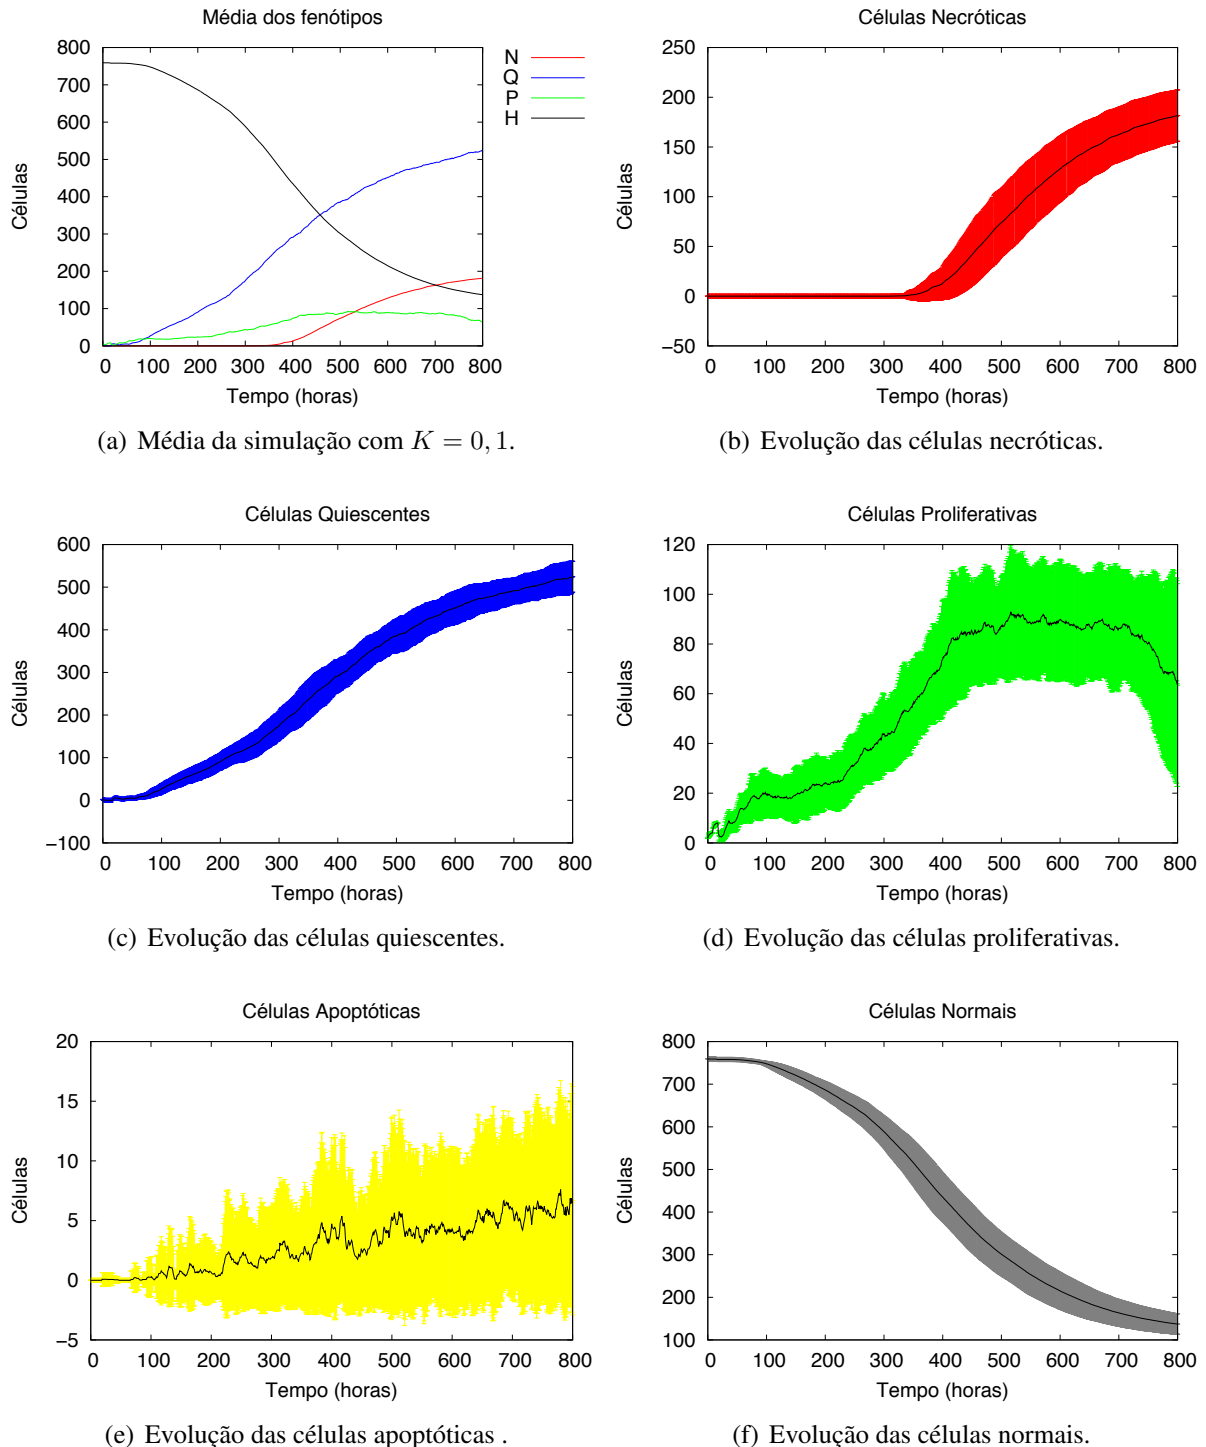 Média dos fenótipos
800
700
600
500
400
300
200
100
0
0 100 200 300 400 500 600 700 800
Células
Tempo (horas)
N
Q
P
H
(a) Média da simulação com K = 0, 1.
Células Necróticas
250
200
150
100
50
0
−50
0 100 200 300 400 500 600 700 800
Células
Tempo (horas)
(b) Evolução das células necróticas.
Células Quiescentes
600
500
400
300
200
100
0
−100
0 100 200 300 400 500 600 700 800
Células
Tempo (horas)
(c) Evolução das células quiescentes.
Células Proliferativas
120
100
80
60
40
20
0
0 100 200 300 400 500 600 700 800
Células
Tempo (horas)
(d) Evolução das células proliferativas.
Células Apoptóticas
20
15
10
5
0
−5
0 100 200 300 400 500 600 700 800
Células
Tempo (horas)
(e) Evolução das células apoptóticas .
Células Normais
800
700
600
500
400
300
200
100
0 100 200 300 400 500 600 700 800
Células
Tempo (horas)
(f) Evolução das células normais.